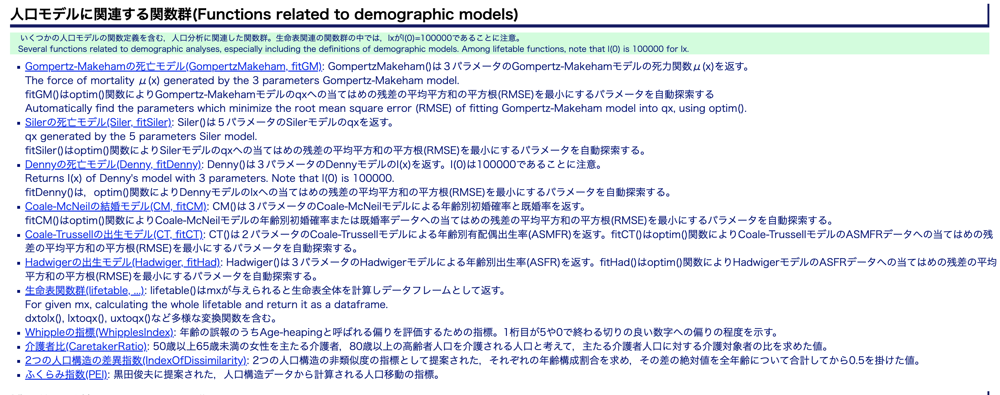 人口モデルに関連する関数群(Functions related to demographic models)
いくつかの人口モデルの関数定義を含む，人口分析に関連した関数群。生命表関連の関数群の中では，lxがl(0)=100000であることに注意。
Several functions related to demographic analyses, especially including the definitions of demographic models. Among lifetable functions, note that l(0) is 100000 for lx.
▪ Gompertz-Makehamの死亡モデル(GompertzMakeham, fitGM): GompertzMakeham()は３パラメータのGompertz-Makehamモデルの死力関数μ(x)を返す。
The force of mortality μ(x) generated by the 3 parameters Gompertz-Makeham model.
fitGM()はoptim()関数によりGompertz-Makehamモデルのqxへの当てはめの残差の平均平方和の平方根(RMSE)を最小にするパラメータを自動探索する
Automatically find the parameters which minimize the root mean square error (RMSE) of fitting Gompertz-Makeham model into qx, using optim().
▪ Silerの死亡モデル(Siler, fitSiler): Siler()は５パラメータのSilerモデルのqxを返す。
qx generated by the 5 parameters Siler model.
fitSiler()はoptim()関数によりSilerモデルのqxへの当てはめの残差の平均平方和の平方根(RMSE)を最小にするパラメータを自動探索する。
▪ Dennyの死亡モデル(Denny, fitDenny): Denny()は３パラメータのDennyモデルのl(x)を返す。l(0)は100000であることに注意。
Returns l(x) of Denny's model with 3 parameters. Note that l(0) is 100000.
fitDenny()は，optim()関数によりDennyモデルのlxへの当てはめの残差の平均平方和の平方根(RMSE)を最小にするパラメータを自動探索する。
▪ Coale-McNeilの結婚モデル(CM, fitCM): CM()は３パラメータのCoale-McNeilモデルによる年齢別初婚確率と既婚率を返す。
fitCM()はoptim()関数によりCoale-McNeilモデルの年齢別初婚確率または既婚率データへの当てはめの残差の平均平方和の平方根(RMSE)を最小にするパラメータを自動探索する。
▪ Coale-Trussellの出生モデル(CT, fitCT): CT()は２パラメータのCoale-Trussellモデルによる年齢別有配偶出生率(ASMFR)を返す。fitCT()はoptim()関数によりCoale-TrussellモデルのASMFRデータへの当てはめの残
差の平均平方和の平方根(RMSE)を最小にするパラメータを自動探索する。
▪ Hadwigerの出生モデル(Hadwiger, fitHad): Hadwiger()は３パラメータのHadwigerモデルによる年齢別出生率(ASFR)を返す。fitHad()はoptim()関数によりHadwigerモデルのASFRデータへの当てはめの残差の平均
平方和の平方根(RMSE)を最小にするパラメータを自動探索する。
▪ 生命表関数群(lifetable, ...): lifetable()はmxが与えられると生命表全体を計算しデータフレームとして返す。
For given mx, calculating the whole lifetable and return it as a dataframe.
dxtolx(), lxtoqx(), uxtoqx()など多様な変換関数を含む。
▪ Whippleの指標(WhipplesIndex): 年齢の誤報のうちAge-heapingと呼ばれる偏りを評価するための指標。1桁目が5や0で終わる切りの良い数字への偏りの程度を示す。
▪ 介護者比(CaretakerRatio): 50歳以上65歳未満の女性を主たる介護者，80歳以上の高齢者人口を介護される人口と考えて，主たる介護者人口に対する介護対象者の比を求めた値。
▪ 2つの人口構造の差異指数(IndexOfDissimilarity): 2つの人口構造の非類似度の指標として提案された，それぞれの年齢構成割合を求め，その差の絶対値を全年齢について合計してから0.5を掛けた値。
▪ ふくらみ指数(PEI): 黒田俊夫に提案された，人口構造データから計算される人口移動の指標。